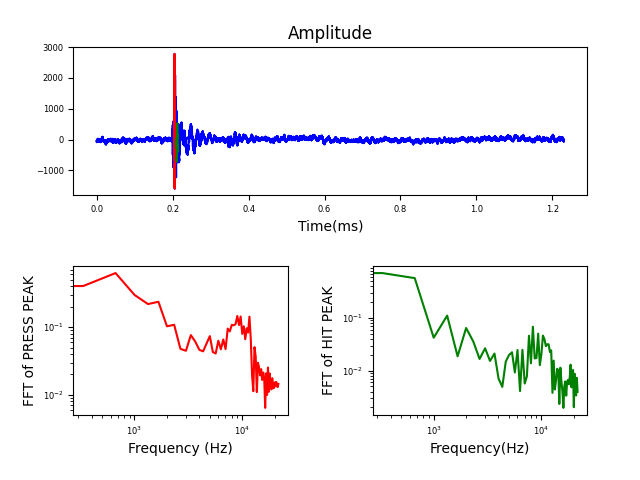 Amplitude
3000
2000
1000
0
−1000
0.0 0.2 0.4 0.6 0.8 1.0 1.2
Time(ms)
FFT of PRESS PEAK
10⁻¹
10⁻²
10³ 10⁴
Frequency (Hz)
FFT of HIT PEAK
10⁻¹
10⁻²
10³ 10⁴
Frequency(Hz)